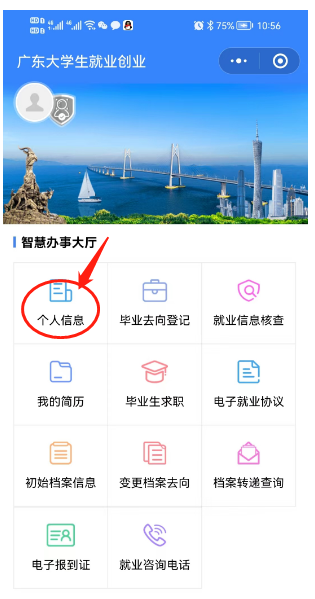 75% 10:56
广东大学生就业创业
智慧办事大厅
个人信息 毕业去向登记 就业信息核查
我的简历 毕业生求职 电子就业协议
初始档案信息 变更档案去向 档案转递查询
电子报到证 就业咨询电话